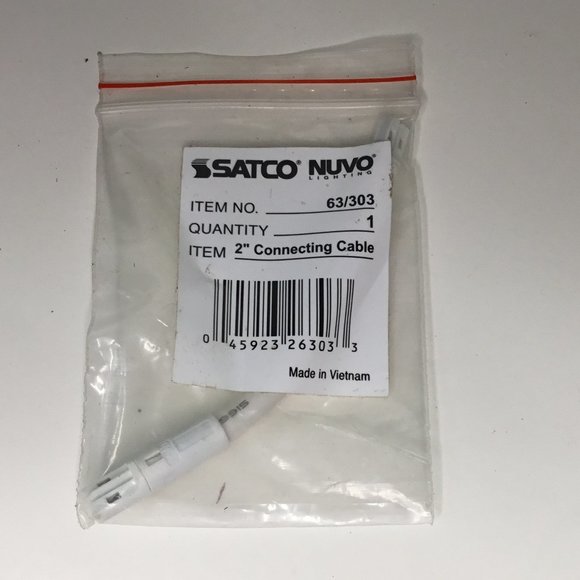 SATCO® NUVO®
LIGHTING
ITEM NO. 63/303
QUANTITY 1
ITEM 2" Connecting Cable
0 45923 26303 3
Made in Vietnam